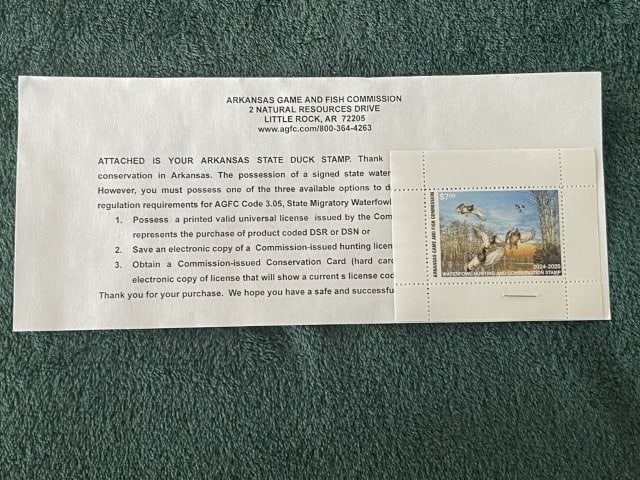 ARKANSAS GAME AND FISH COMMISSION
2 NATURAL RESOURCES DRIVE
LITTLE ROCK, AR 72205
www.agfc.com/800-364-4263
ATTACHED IS YOUR ARKANSAS STATE DUCK STAMP. Thank
conservation in Arkansas. The possession of a signed state water
However, you must possess one of the three available options to d
regulation requirements for AGFC Code 3.05, State Migratory Waterfowl
1. Possess a printed valid universal license issued by the Com
represents the purchase of product coded DSR or DSN or
2. Save an electronic copy of a Commission-issued hunting licen
3. Obtain a Commission-issued Conservation Card (hard card
electronic copy of license that will show a current s license cod
Thank you for your purchase. We hope you have a safe and successfu
$7.00
ARKANSAS GAME AND FISH COMMISSION
2024-2025
WATERFOWL HUNTING AND CONSERVATION STAMP